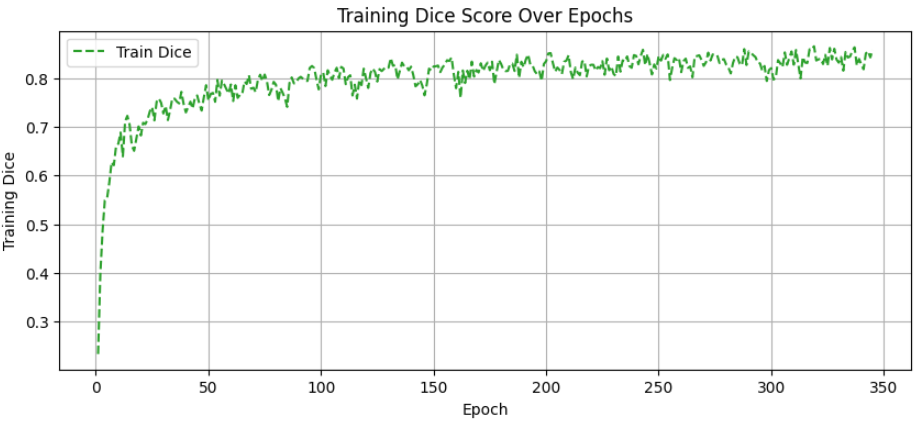 Training Dice Score Over Epochs
Train Dice
Training Dice
0.8
0.7
0.6
0.5
0.4
0.3
0 50 100 150 200 250 300 350
Epoch